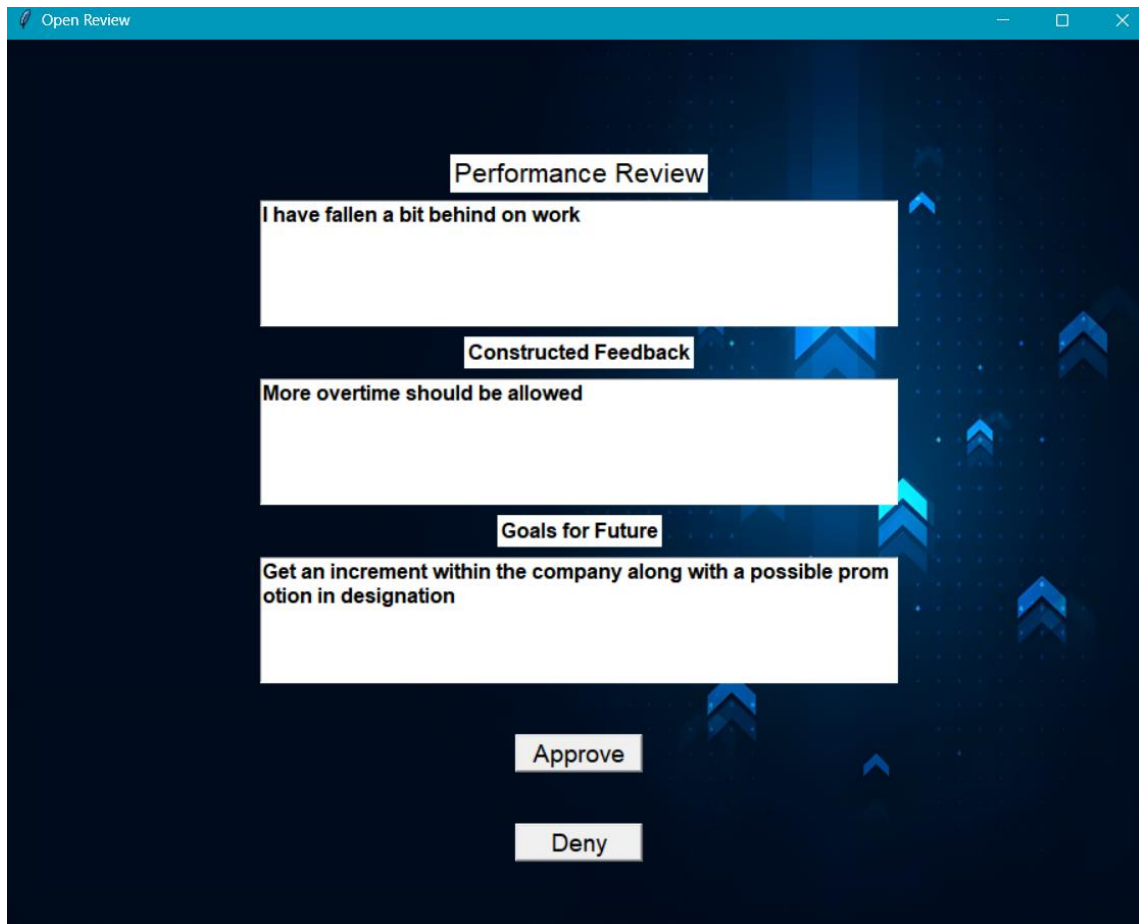 Open Review
Performance Review
I have fallen a bit behind on work
Constructed Feedback
More overtime should be allowed
Goals for Future
Get an increment within the company along with a possible prom
otion in designation
Approve
Deny